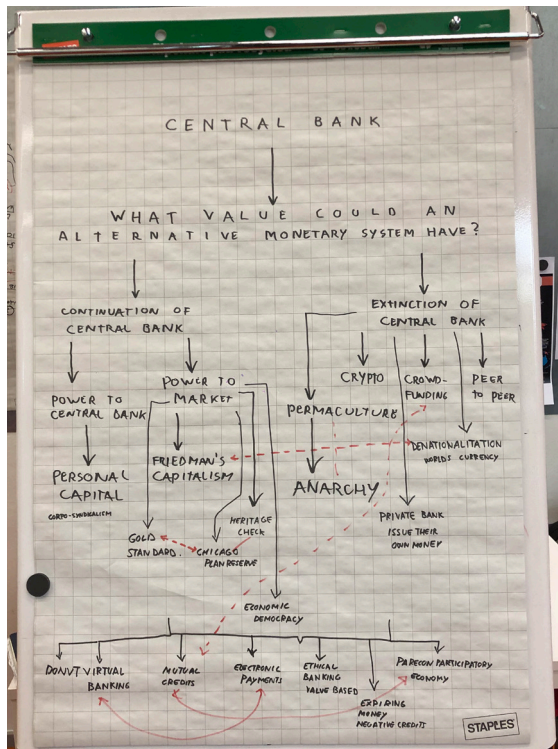 CENTRAL BANK
WHAT VALUE COULD AN
ALTERNATIVE MONETARY SYSTEM HAVE?
CONTINUATION OF
CENTRAL BANK
EXTINCTION OF
CENTRAL BANK
POWER TO
CENTRAL BANK
POWER TO
MARKET
CRYPTO
CROWD-
FUNDING
PEER
TO PEER
PERMACULTURE
PERSONAL
CAPITAL
CORPO-SYNDIKALISM
FRIEDMAN'S
CAPITALISM
ANARCHY
DENATIONALITATION
WORLD'S CURRENCY
GOLD
STANDARD.
CHICAGO
PLAN RESERVE
HERITAGE
CHECK
PRIVATE BANK
ISSUE THEIR
OWN MONEY
ECONOMIC
DEMOCRACY
DONUT
VIRTUAL
BANKING
MUTUAL
CREDITS
ELECTRONIC
PAYMENTS
ETHICAL
BANKING
VALUE BASED
EXPIRING
MONEY
NEGATIVE CREDITS
PARECON PARTICIPATORY
ECONOMY
STAPLES